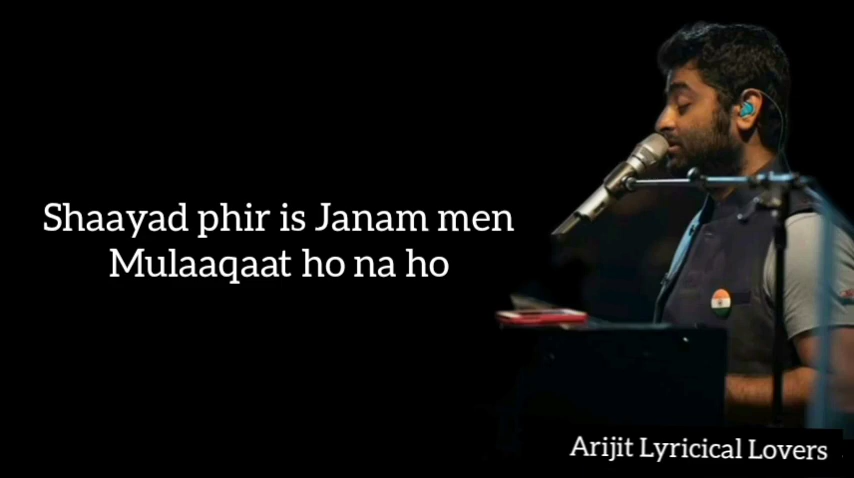 Shaayad phir is Janam men
Mulaaqaat ho na ho
Arijit Lyricical Lovers